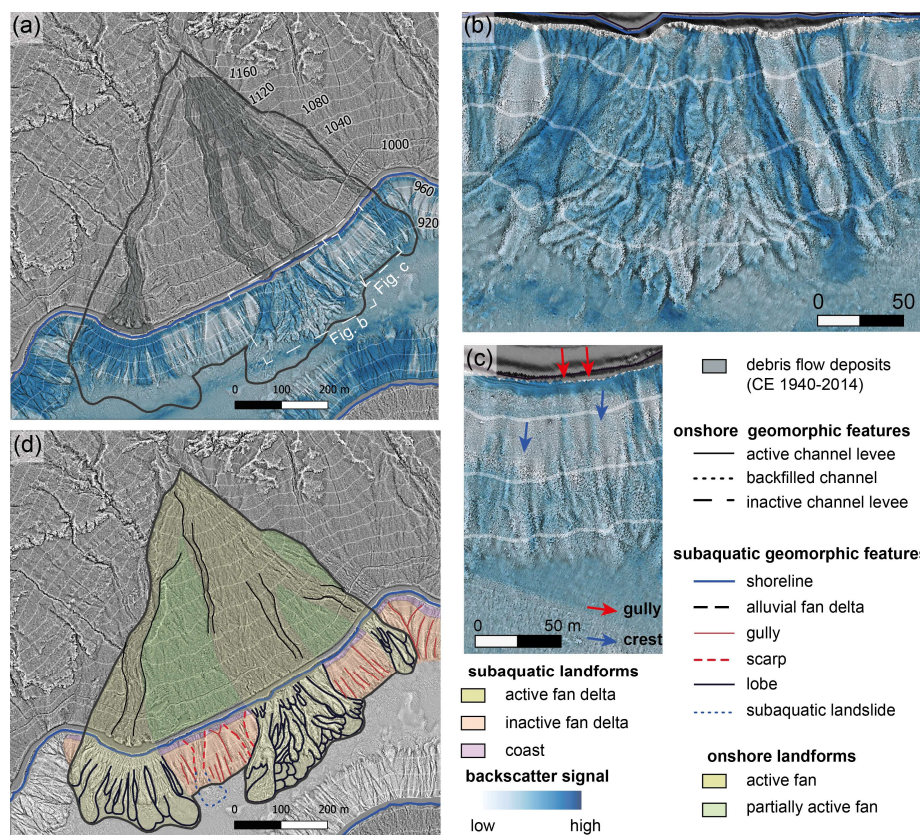 (a)
1160
1120
1080
1040
1000
960
920
Fig. c
Fig. b
0 100 200 m
(b)
0 50
(c)
gully
crest
0 50 m
debris flow deposits
(CE 1940-2014)
onshore geomorphic features
active channel levee
backfilled channel
inactive channel levee
subaquatic geomorphic features
shoreline
alluvial fan delta
gully
scarp
lobe
subaquatic landslide
(d)
0 100 200 m
subaquatic landforms
active fan delta
inactive fan delta
coast
backscatter signal
low high
onshore landforms
active fan
partially active fan